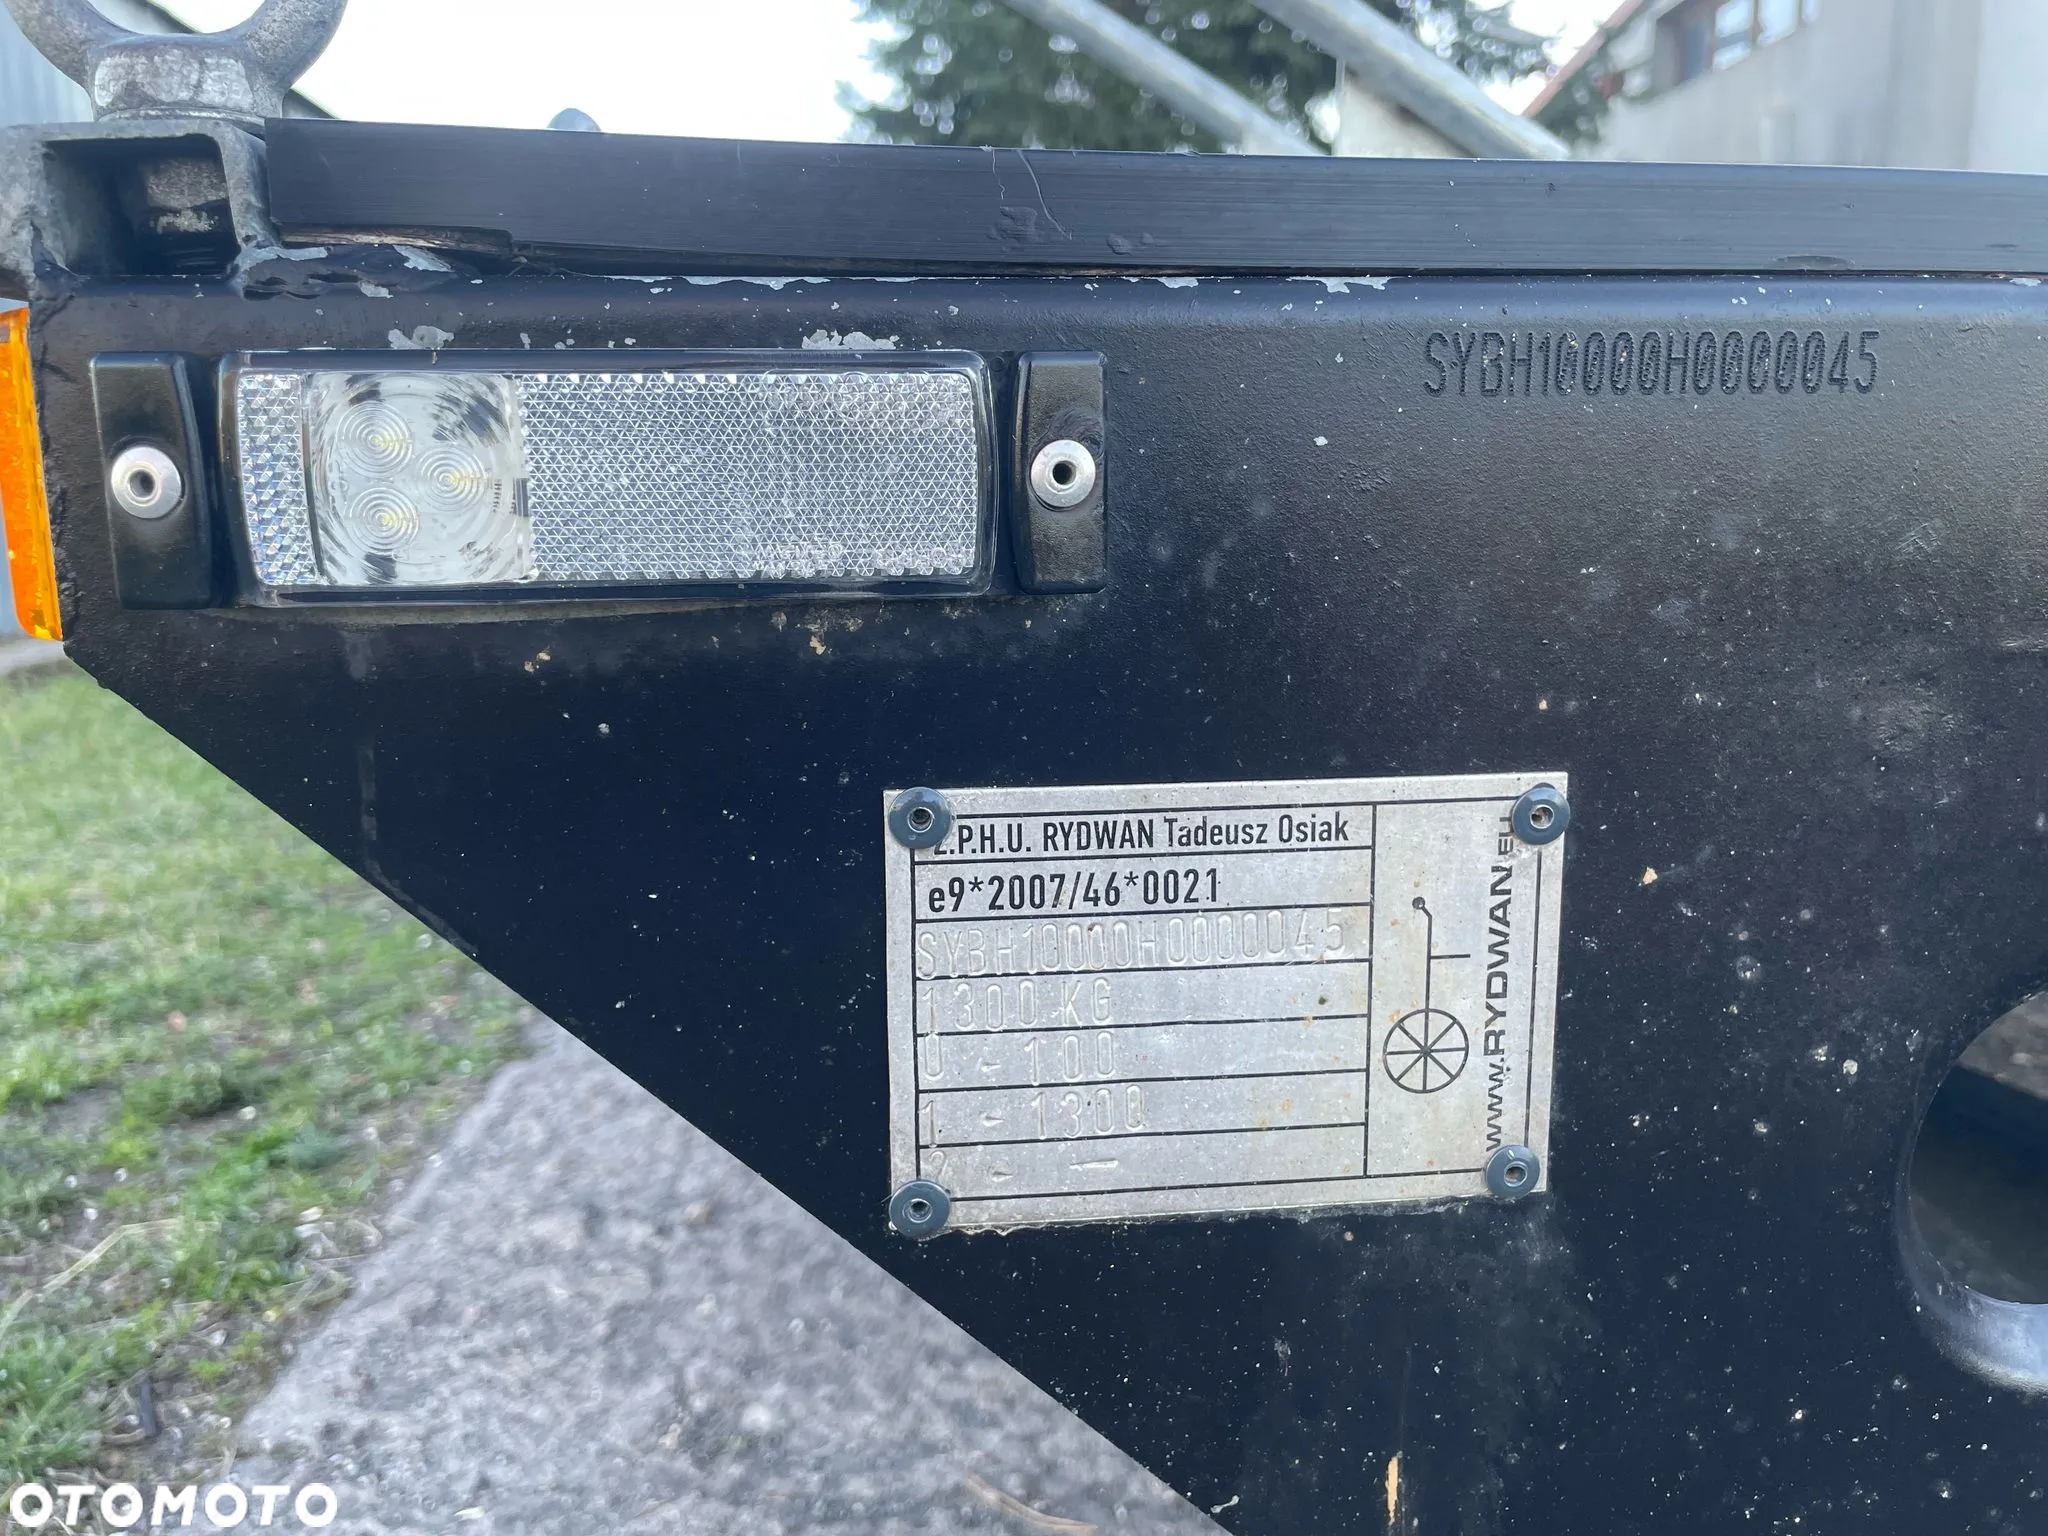 SYBH10000H0000045
.P.H.U. RYDWAN Tadeusz Osiak
e9*2007/46*0021
SYBH10000H0000045
1300 KG
0 - 100
1 - 1300
2 - -
www.RYDWAN.EU
OTOMOTO